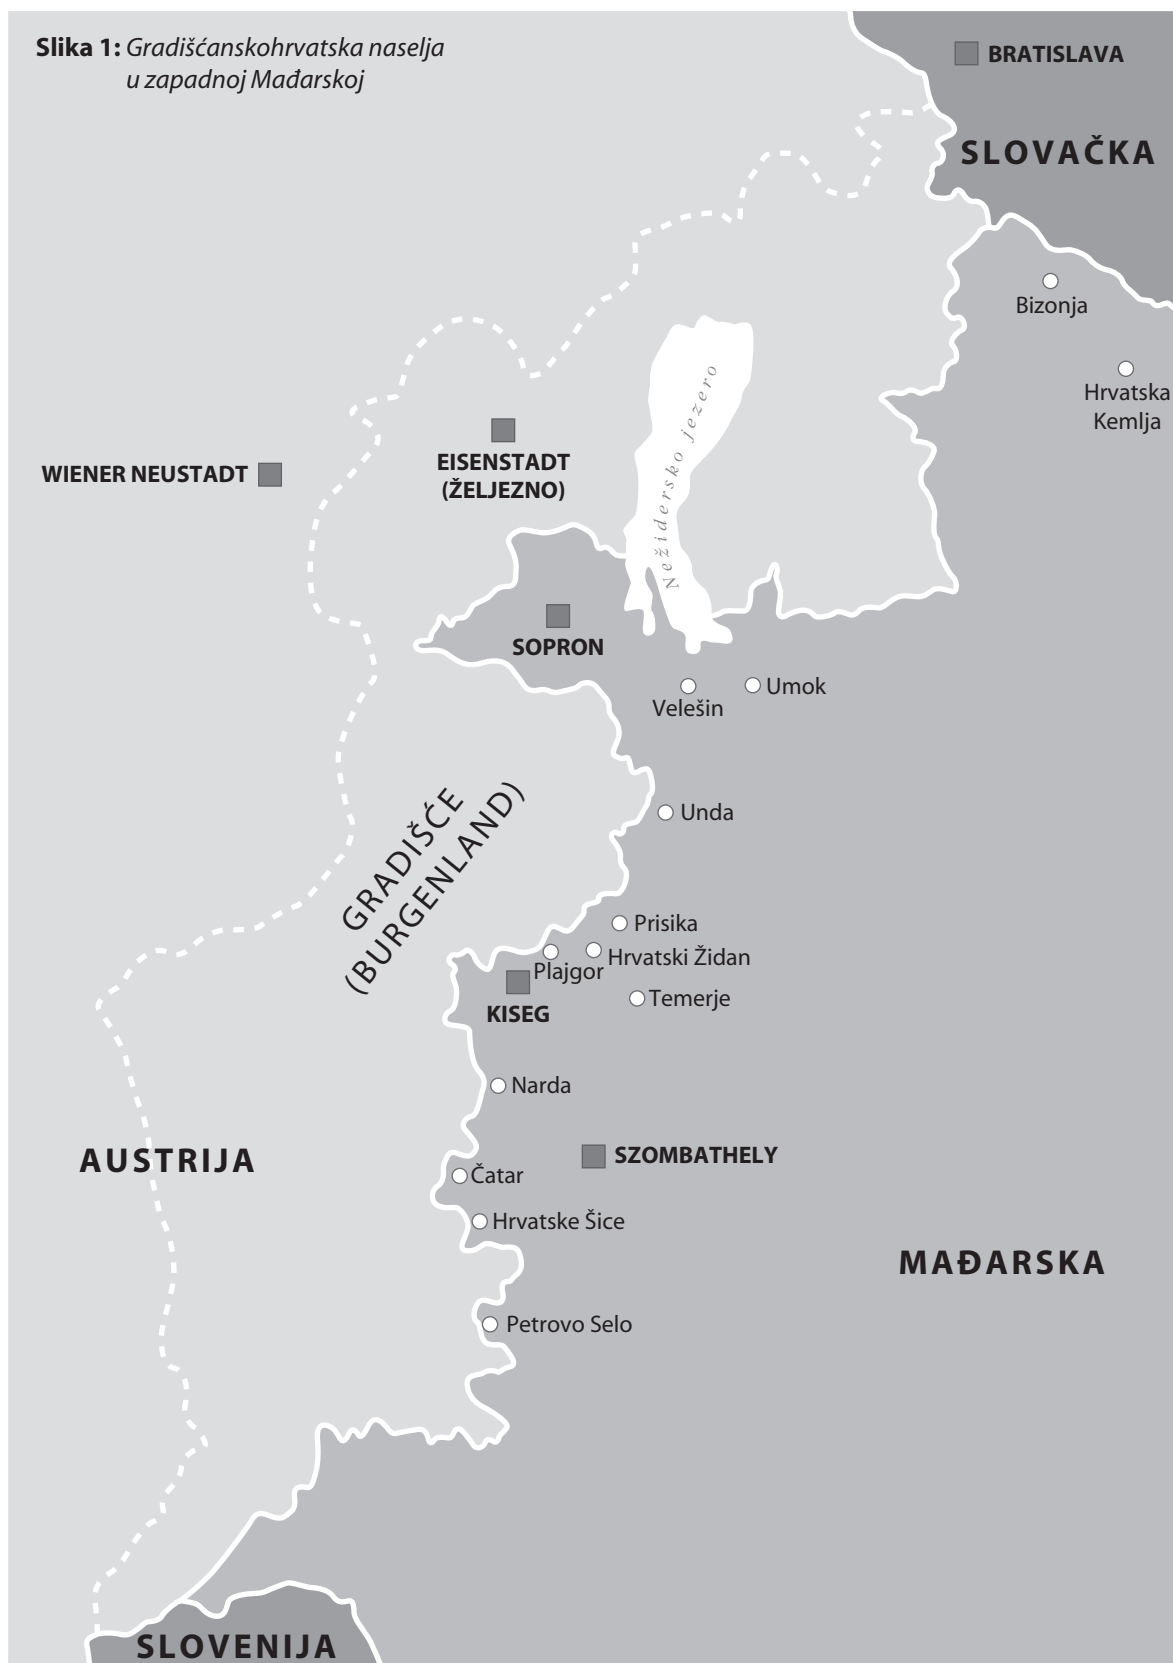 Slika 1: Gradišćanskohrvatska naselja
u zapadnoj Mađarskoj
BRATISLAVA
SLOVAČKA
Bizonja
Hrvatska
Kemlja
Nežidersko jezero
EISENSTADT
(ŽELJEZNO)
WIENER NEUSTADT
SOPRON
Velešin
Umok
Unda
GRADIŠĆE
(BURGENLAND)
Prisika
Hrvatski Židan
Plajgor
Temerje
KISEG
Narda
AUSTRIJA
SZOMBATHELY
Čatar
Hrvatske Šice
MAĐARSKA
Petrovo Selo
SLOVENIJA